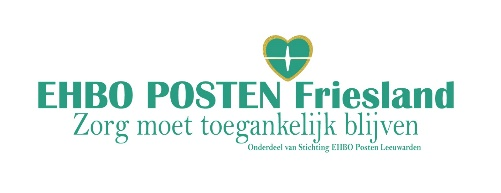 EHBO POSTEN Friesland
Zorg moet toegankelijk blijven
Onderdeel van Stichting EHBO Posten Leeuwarden